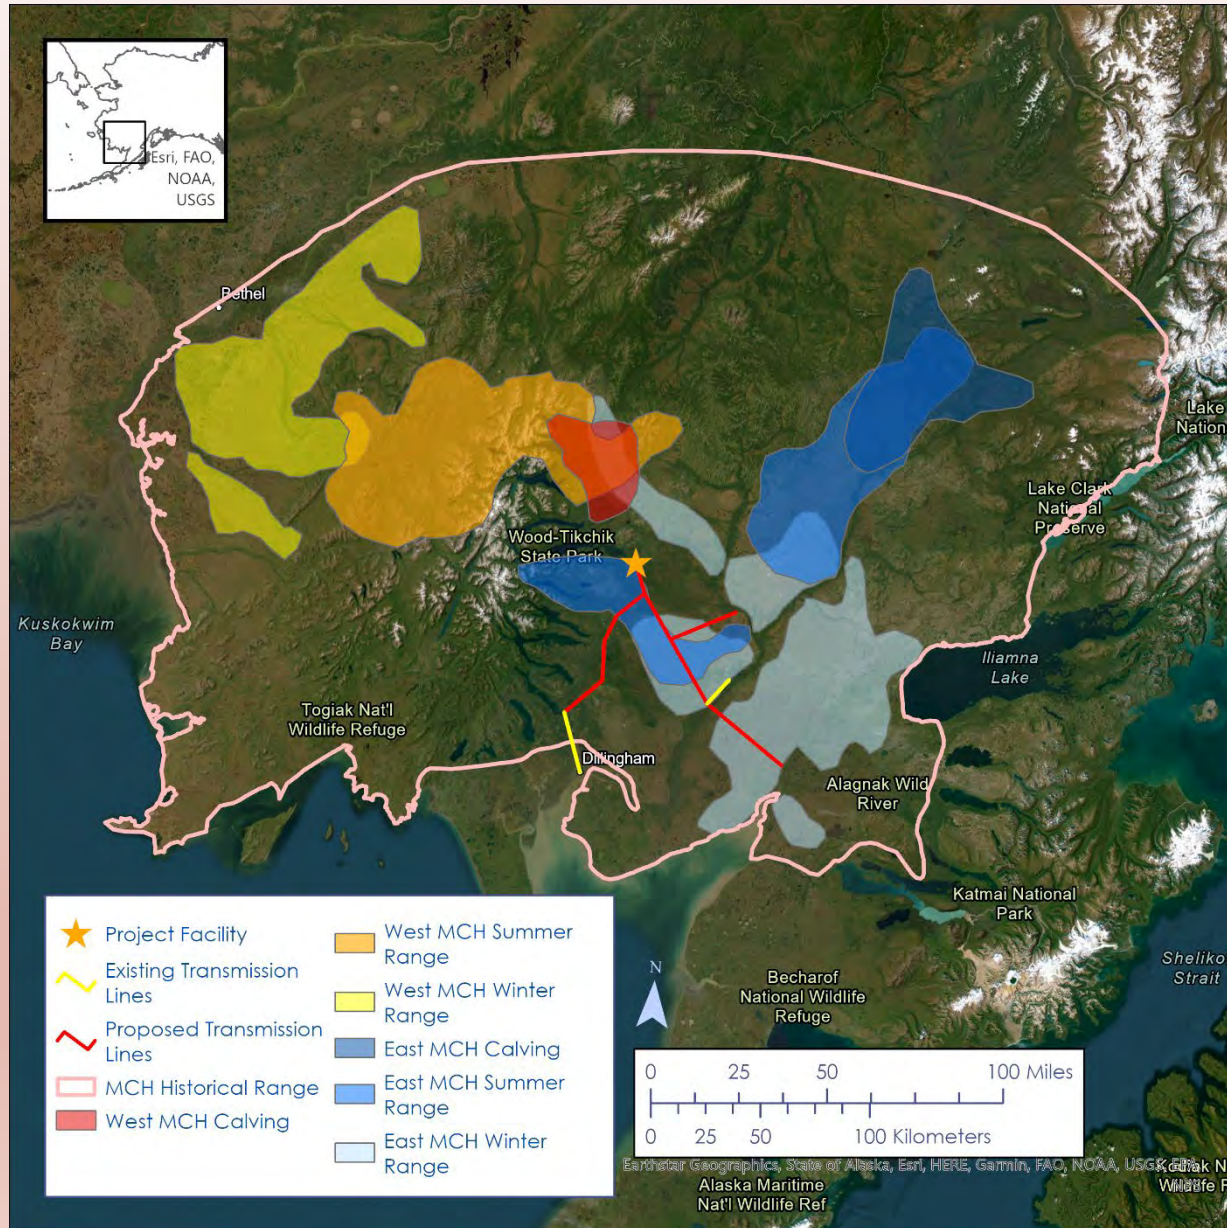 Esri, FAO,
NOAA,
USGS
Bethel
Lake
Nation
Lake Clark
National
Preserve
Wood-Tikchik
State Park
Kuskokwim
Bay
Iliamna
Lake
Togiak Nat'l
Wildlife Refuge
Dillingham
Alagnak Wild
River
Katmai National
Park
Sheliko
Strait
Becharof
National Wildlife
Refuge
Project Facility
Existing Transmission
Lines
Proposed Transmission
Lines
MCH Historical Range
West MCH Calving
West MCH Summer
Range
West MCH Winter
Range
East MCH Calving
East MCH Summer
Range
East MCH Winter
Range
N
0 25 50 100 Miles
0 25 50 100 Kilometers
Earthstar Geographics, State of Alaska, Esri, HERE, Garmin, FAO, NOAA, USGS, EPA,
Kodiak N
Wildlife R
Alaska Maritime
Nat'l Wildlife Ref